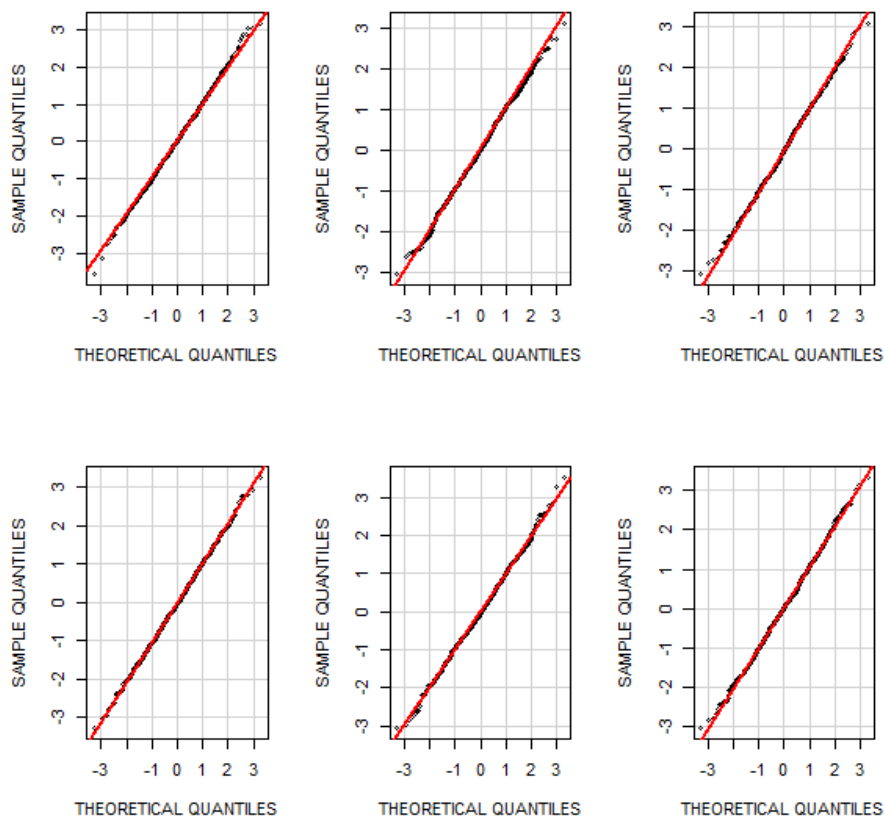 3
2
1
0
-1
-2
-3
SAMPLE QUANTILES
-3 -1 0 1 2 3
THEORETICAL QUANTILES
3
2
1
0
-1
-2
-3
SAMPLE QUANTILES
-3 -1 0 1 2 3
THEORETICAL QUANTILES
3
2
1
0
-1
-2
-3
SAMPLE QUANTILES
-3 -1 0 1 2 3
THEORETICAL QUANTILES
3
2
1
0
-1
-2
-3
SAMPLE QUANTILES
-3 -1 0 1 2 3
THEORETICAL QUANTILES
3
2
1
0
-1
-2
-3
SAMPLE QUANTILES
-3 -1 0 1 2 3
THEORETICAL QUANTILES
3
2
1
0
-1
-2
-3
SAMPLE QUANTILES
-3 -1 0 1 2 3
THEORETICAL QUANTILES